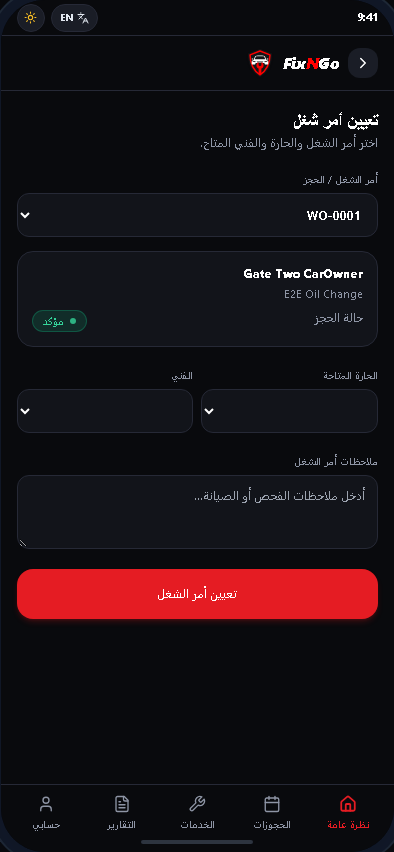 9:41
EN
FixNGo
تعيين أمر شغل
اختر أمر الشغل والحارة والفني المتاح.
أمر الشغل / الحجز
WO-0001
Gate Two CarOwner
E2E Oil Change
حالة الحجز
مؤكد
الحارة المتاحة
الفني
ملاحظات أمر الشغل
أدخل ملاحظات الفحص أو الصيانة...
تعيين أمر الشغل
نظرة عامة
الحجوزات
الخدمات
التقارير
حسابي